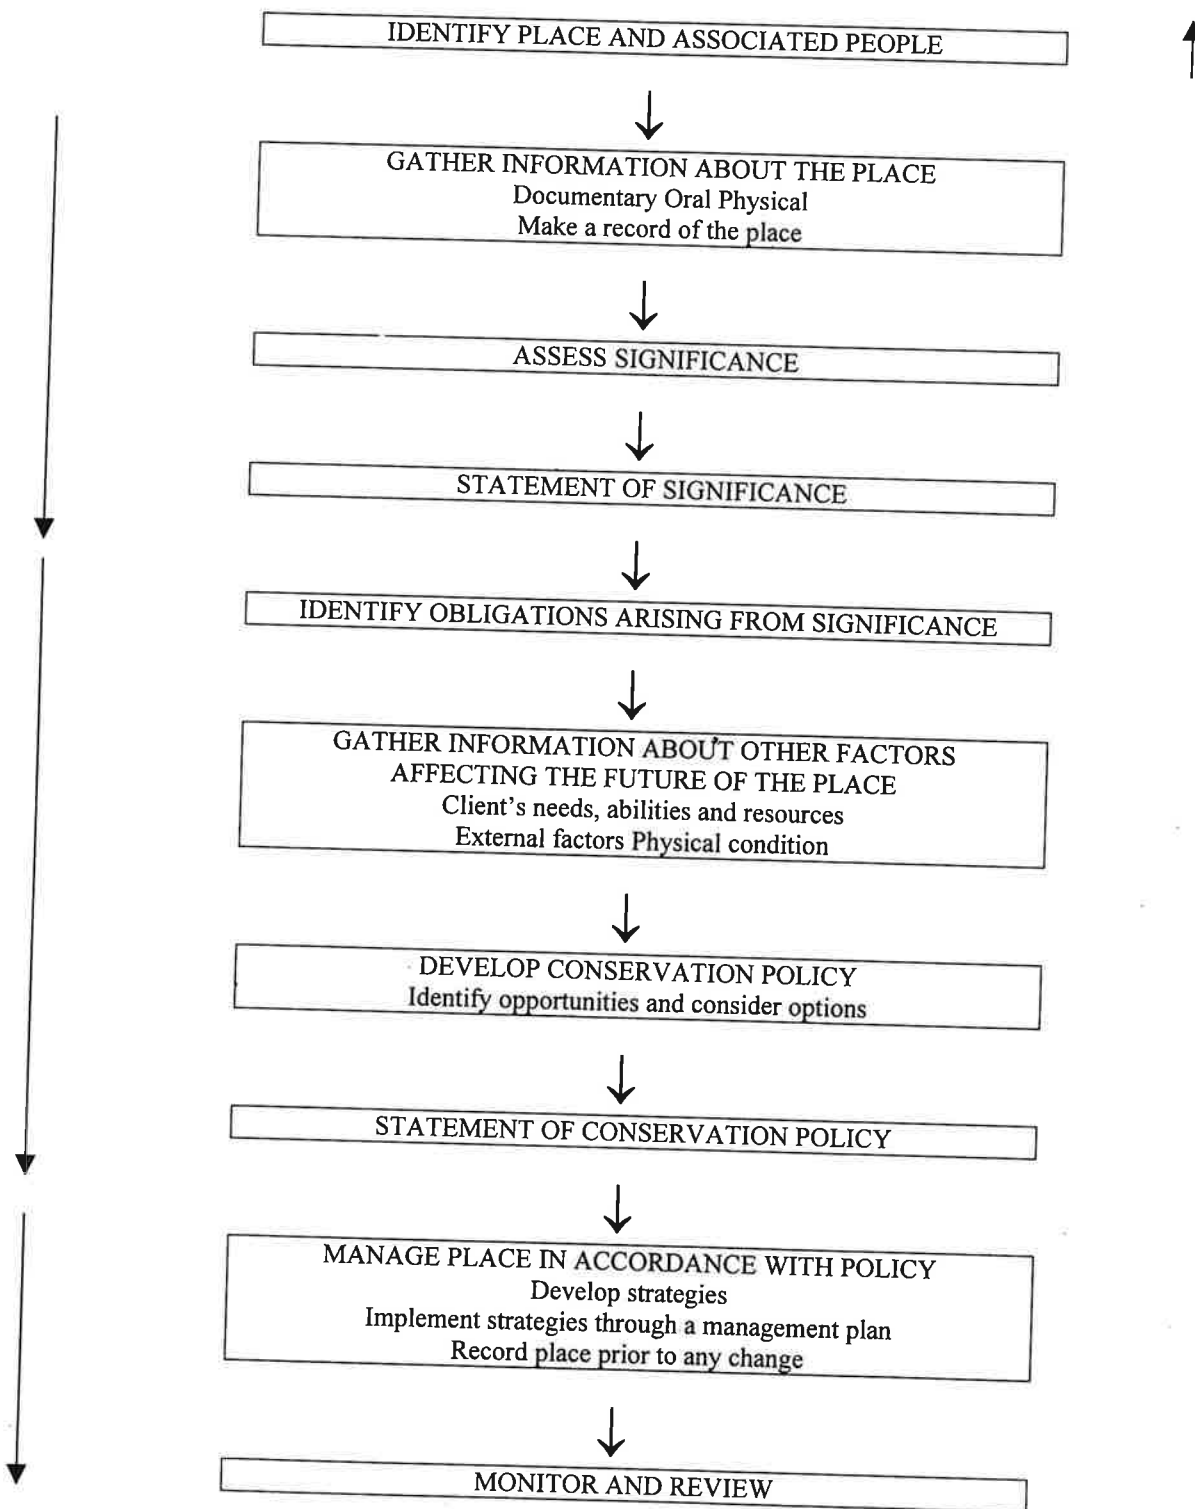 IDENTIFY PLACE AND ASSOCIATED PEOPLE
GATHER INFORMATION ABOUT THE PLACE
Documentary Oral Physical
Make a record of the place
ASSESS SIGNIFICANCE
STATEMENT OF SIGNIFICANCE
IDENTIFY OBLIGATIONS ARISING FROM SIGNIFICANCE
GATHER INFORMATION ABOUT OTHER FACTORS
AFFECTING THE FUTURE OF THE PLACE
Client's needs, abilities and resources
External factors Physical condition
DEVELOP CONSERVATION POLICY
Identify opportunities and consider options
STATEMENT OF CONSERVATION POLICY
MANAGE PLACE IN ACCORDANCE WITH POLICY
Develop strategies
Implement strategies through a management plan
Record place prior to any change
MONITOR AND REVIEW